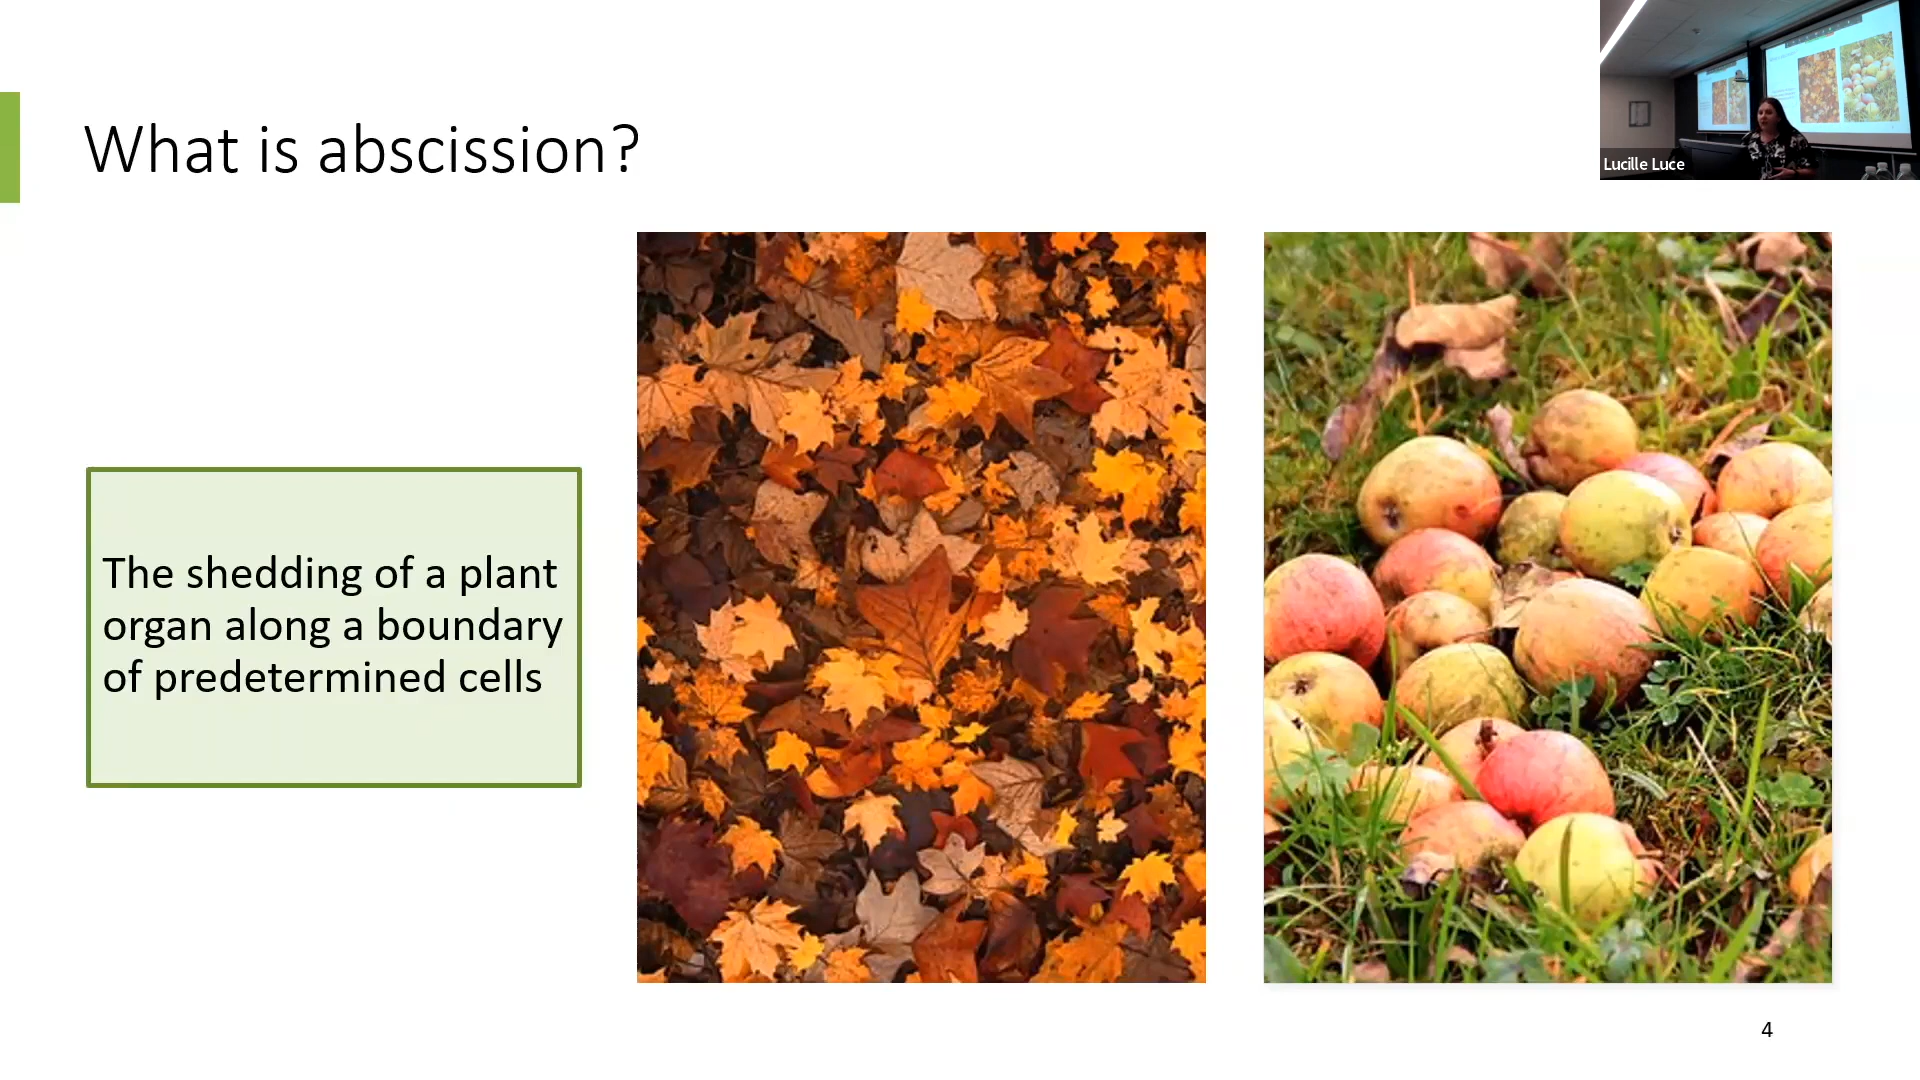 What is abscission?
Lucille Luce
The shedding of a plant
organ along a boundary
of predetermined cells
4